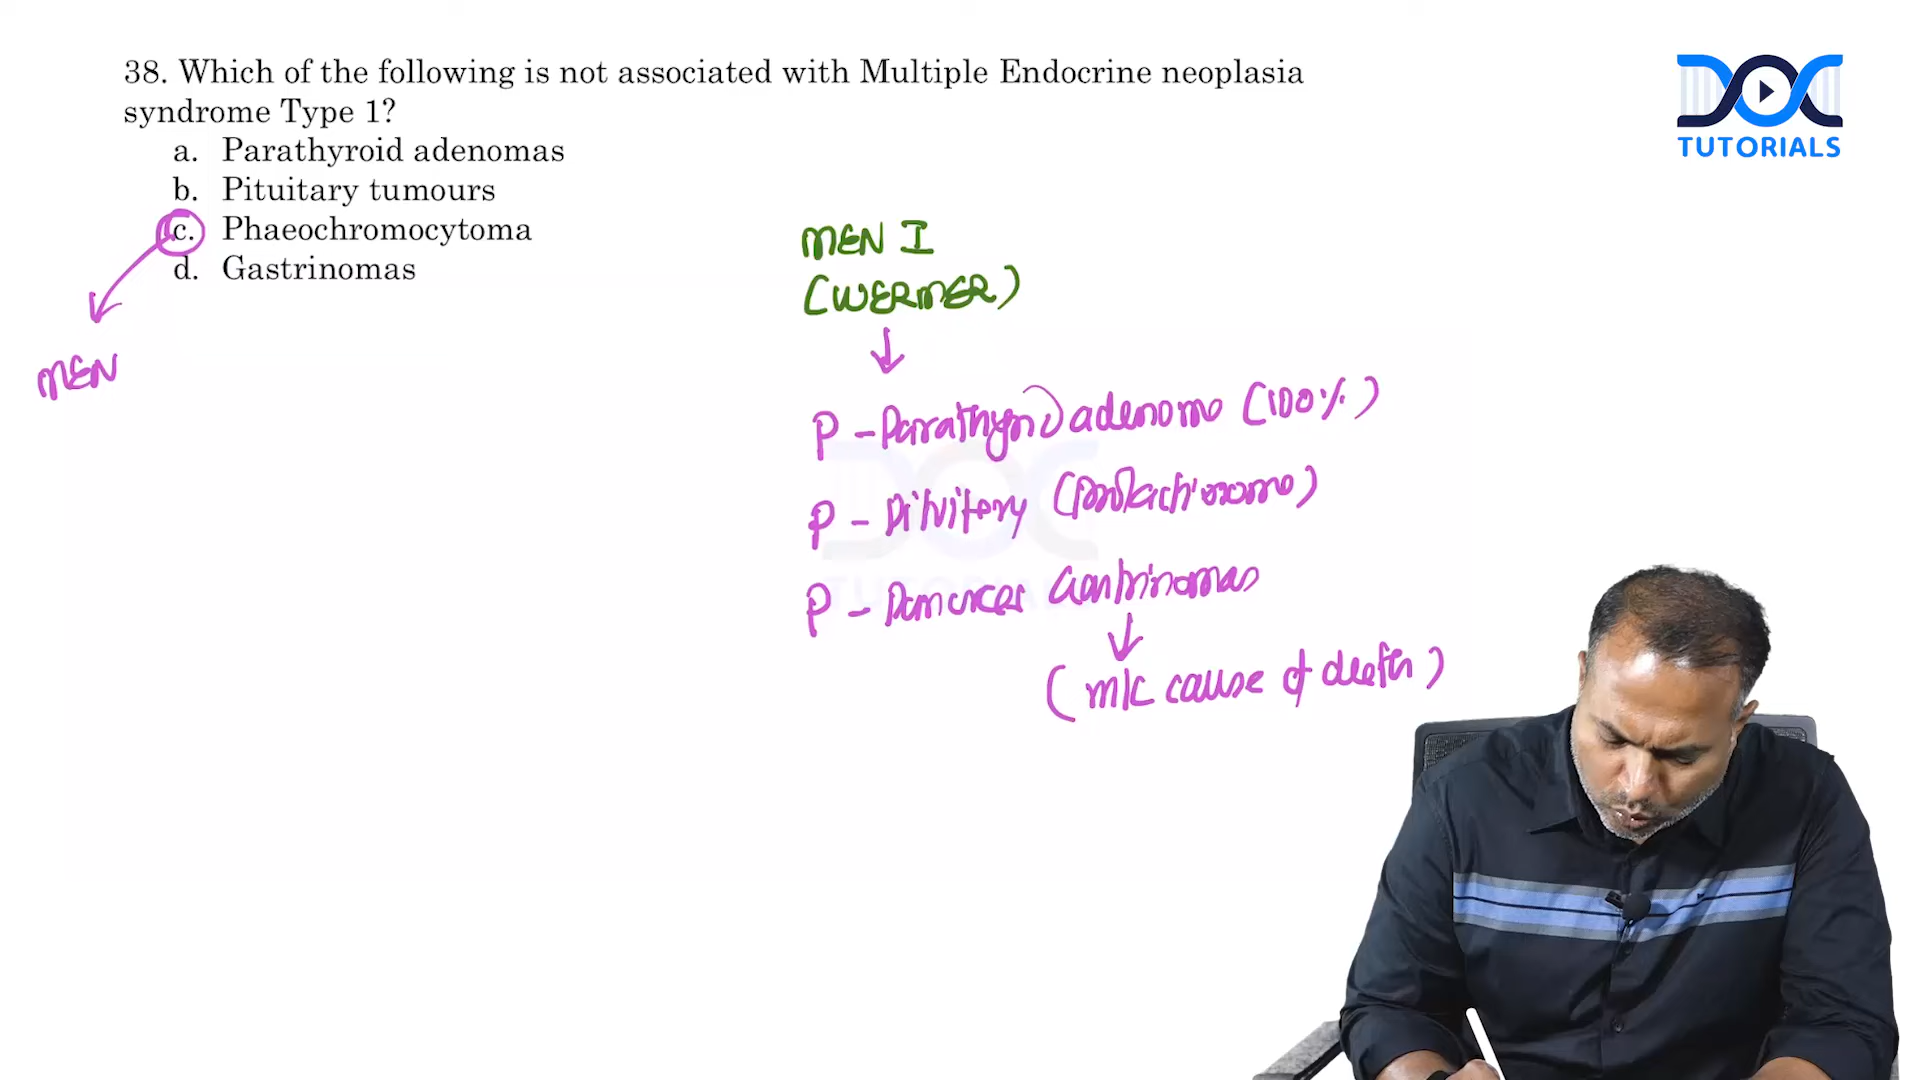 38. Which of the following is not associated with Multiple Endocrine neoplasia
syndrome Type 1?
a. Parathyroid adenomas
b. Pituitary tumours
c. Phaeochromocytoma
d. Gastrinomas
DOC
TUTORIALS
MEN
MEN I
(WERMER)
P - Parathyroid adenoma (100%)
P - Pituitary (Prolactinoma)
P - Pancreas Gastrinomas
(m/c cause of death)